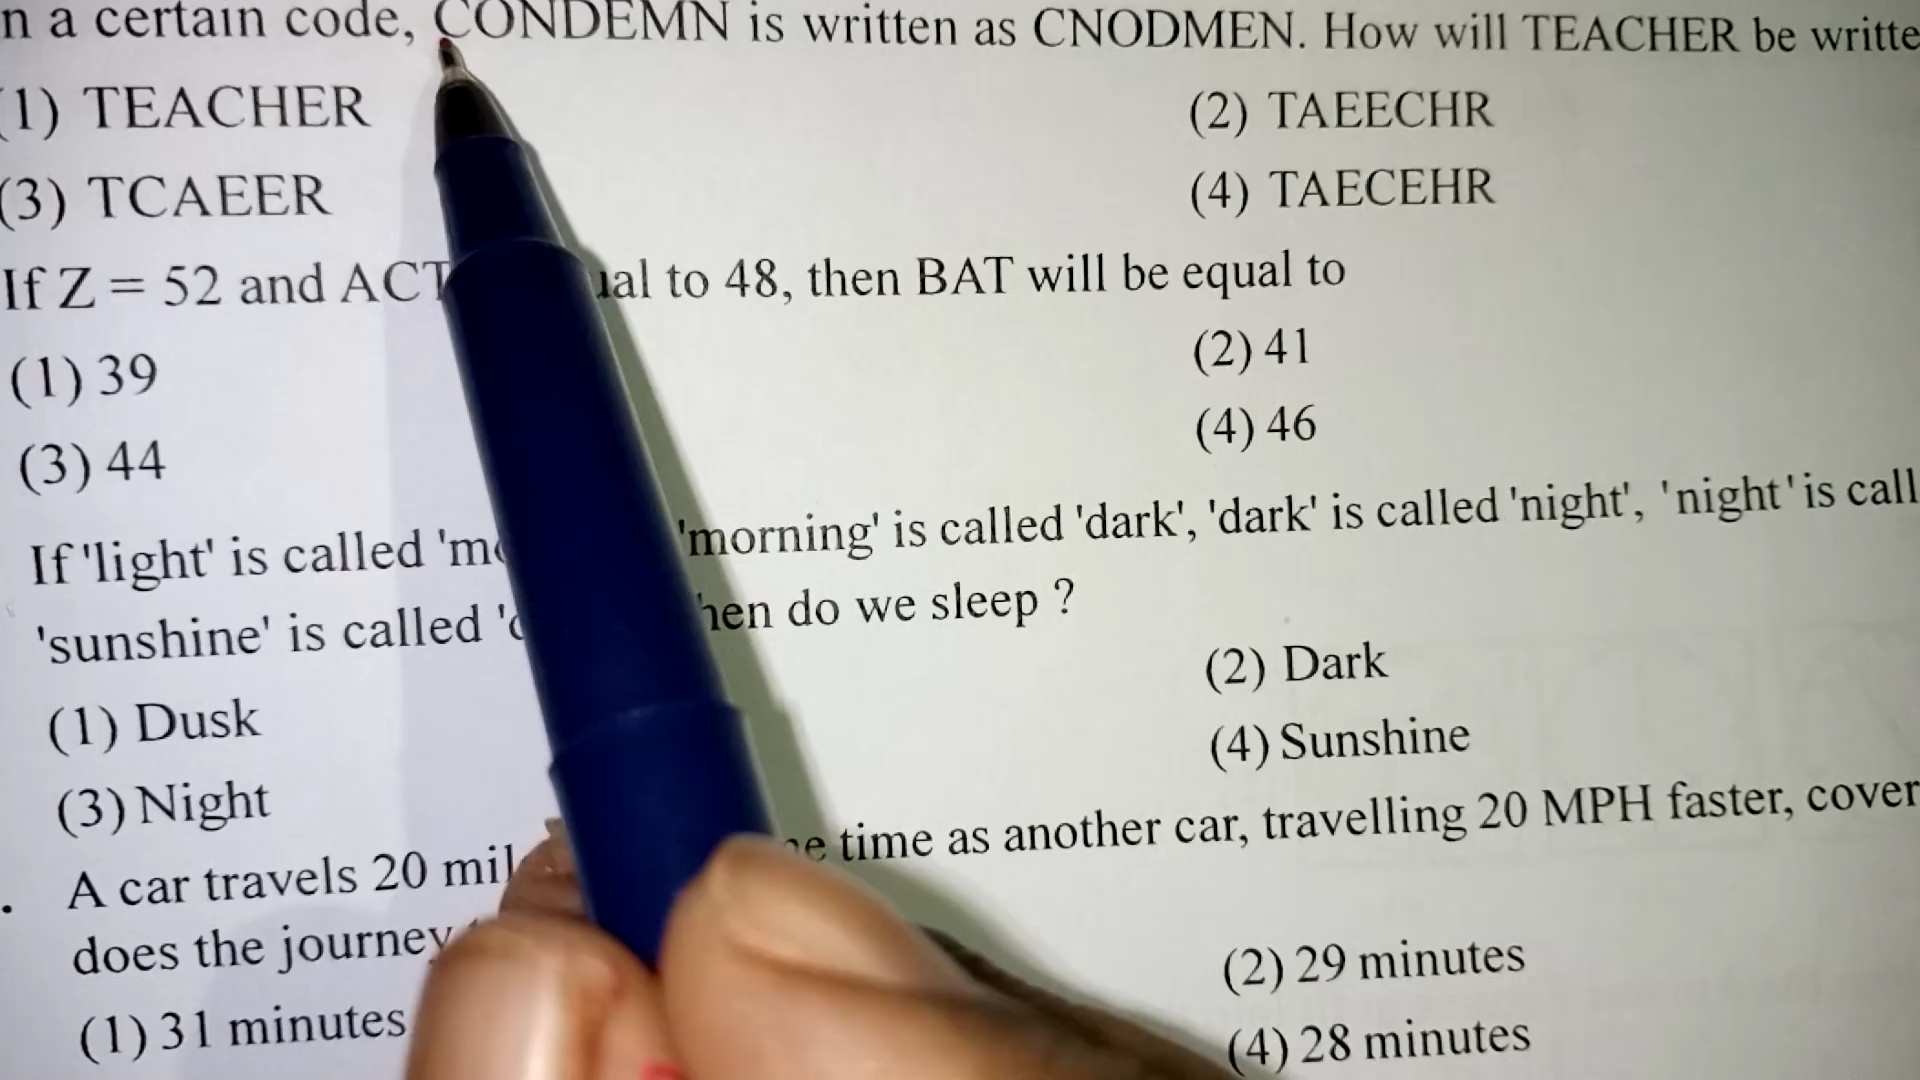 n a certain code, CONDEMN is written as CNODMEN. How will TEACHER be writte
(1) TEACHER (2) TAEECHR
(3) TCAEER (4) TAECEHR
If Z = 52 and ACT ual to 48, then BAT will be equal to
(1) 39 (2) 41
(3) 44 (4) 46
If 'light' is called 'mo 'morning' is called 'dark', 'dark' is called 'night', 'night' is call
'sunshine' is called 'd hen do we sleep ?
(1) Dusk (2) Dark
(3) Night (4) Sunshine
. A car travels 20 mil e time as another car, travelling 20 MPH faster, cover
does the journey
(1) 31 minutes (2) 29 minutes
(4) 28 minutes